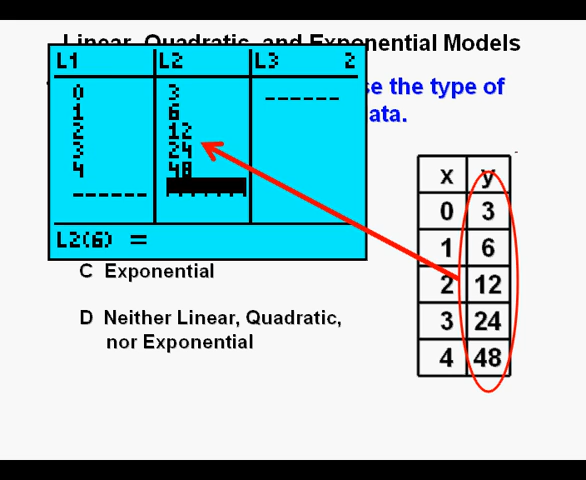 Linear, Quadratic, and Exponential Models
se the type of
ata.
L1 L2 L3 2
0 3
1 6
2 12
3 24
4 48
L2(6) =
C Exponential
D Neither Linear, Quadratic,
nor Exponential
x y
0 3
1 6
2 12
3 24
4 48